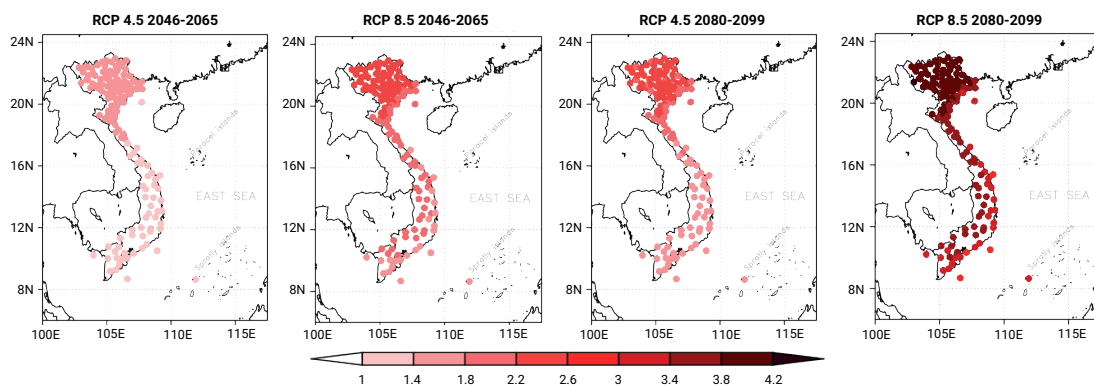 RCP 4.5 2046-2065 RCP 8.5 2046-2065 RCP 4.5 2080-2099 RCP 8.5 2080-2099
24N 24N 24N 24N
20N 20N 20N 20N
Paracel Islands Paracel Islands Paracel Islands Paracel Islands
16N 16N 16N 16N
EAST SEA EAST SEA EAST SEA EAST SEA
12N 12N 12N 12N
Spratly Islands Spratly Islands Spratly Islands Spratly Islands
8N 8N 8N 8N
100E 105E 110E 115E 100E 105E 110E 115E 100E 105E 110E 115E 100E 105E 110E 115E
1 1.4 1.8 2.2 2.6 3 3.4 3.8 4.2